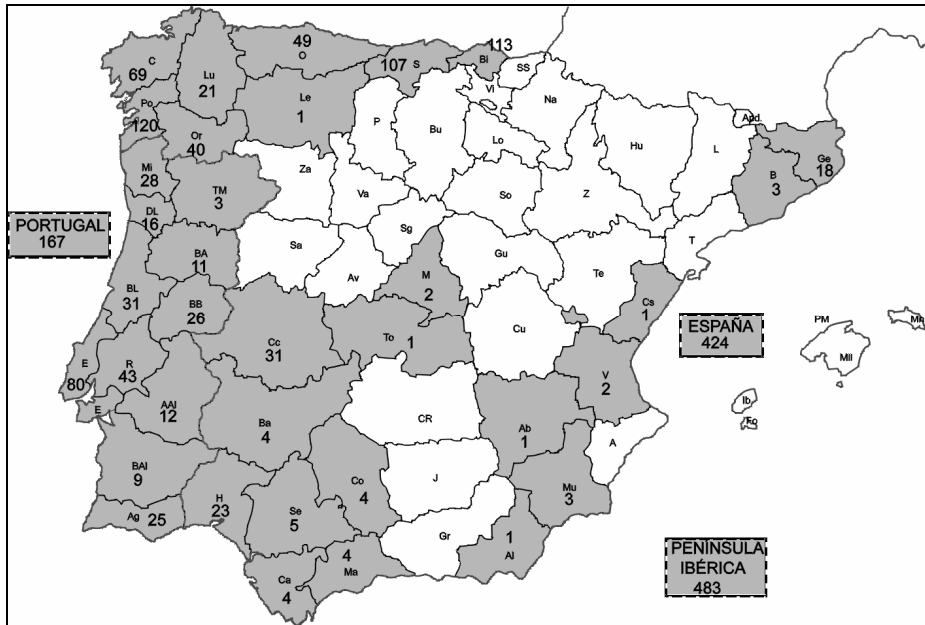 49
O
113
107 S
Bi
SS
C
69
Lu
21
Vi
Na
Le
1
P
Bu
Lo
Hu
L
And.
Po
120
Or
40
Ge
18
B
3
Za
Va
So
Z
Mi
28
TM
3
DL
16
Sg
T
PORTUGAL
167
Sa
Av
Gu
Te
BA
11
M
2
BL
31
BB
26
Cs
1
PM
Mn
ESPAÑA
424
Cc
31
To
1
Cu
Mll
E
80
R
43
V
2
E
AAl
12
Ib
Fo
Ba
4
CR
Ab
1
A
BAl
9
Co
4
J
Mu
3
H
23
Ag 25
Se
5
Gr
1
Al
4
Ma
Ca
4
PENÍNSULA
IBÉRICA
483